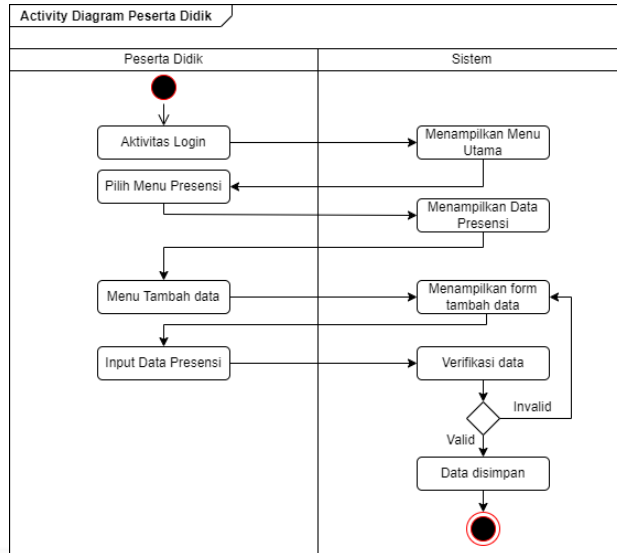 Activity Diagram Peserta Didik
Peserta Didik
Sistem
Aktivitas Login
Menampilkan Menu
Utama
Pilih Menu Presensi
Menampilkan Data
Presensi
Menu Tambah data
Menampilkan form
tambah data
Input Data Presensi
Verifikasi data
Invalid
Valid
Data disimpan